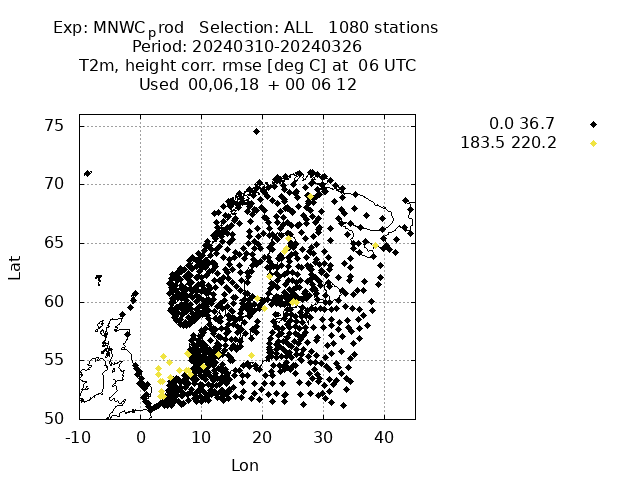 Exp: MNWC_prod   Selection: ALL   1080 stations
Period: 20240310-20240326
T2m, height corr. rmse [deg C] at  06 UTC
Used  00,06,18  + 00 06 12
0.0 36.7
183.5 220.2
75
70
65
60
55
50
Lat
-10 0 10 20 30 40
Lon